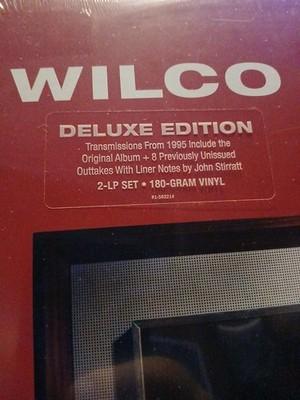 WILCO
DELUXE EDITION
Transmissions From 1995 Include the
Original Album + 8 Previously Unissued
Outtakes With Liner Notes by John Stirratt
2-LP SET • 180-GRAM VINYL